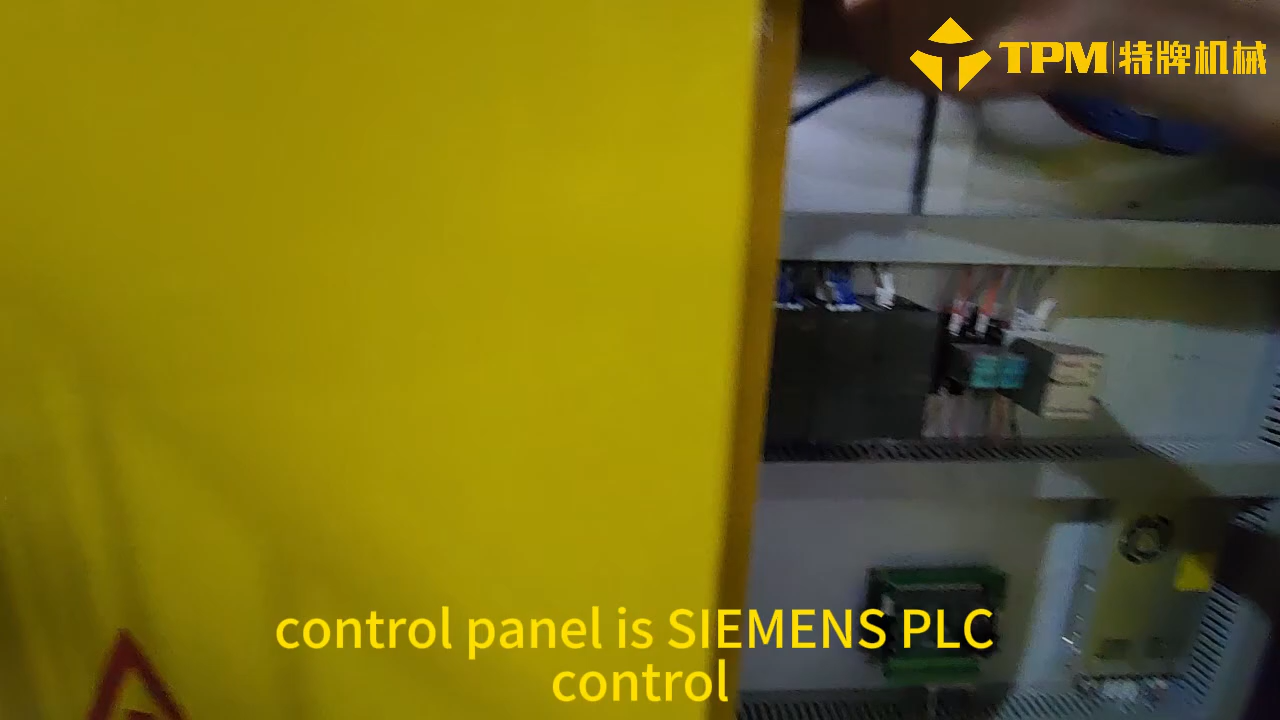 TPM 特牌机械
control panel is SIEMENS PLC
control